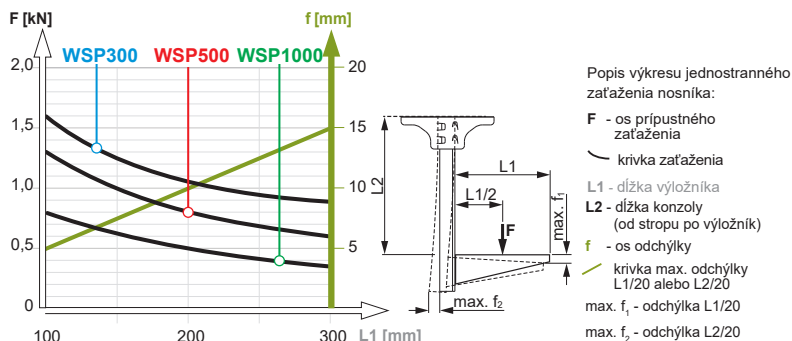 F [kN]
f [mm]
WSP300 WSP500 WSP1000
2,0
1,5
1,0
0,5
0
20
15
10
5
100 200 300 L1 [mm]
L2
L1
L1/2
F
max. f1
max. f2
Popis výkresu jednostranného
zaťaženia nosníka:
F - os prípustného
zaťaženia
krivka zaťaženia
L1 - dĺžka výložníka
L2 - dĺžka konzoly
(od stropu po výložník)
f - os odchýlky
krivka max. odchýlky
L1/20 alebo L2/20
max. f1 - odchýlka L1/20
max. f2 - odchýlka L2/20